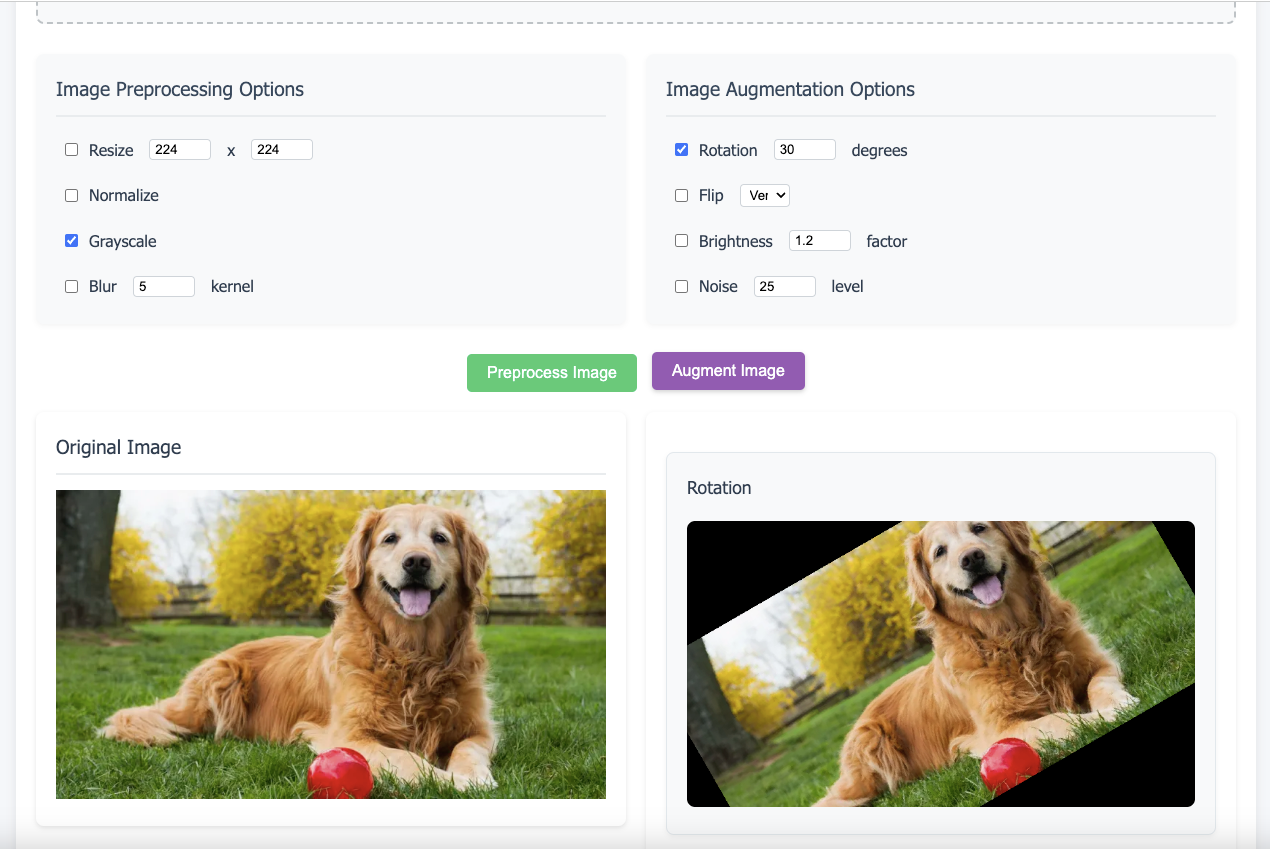 Image Preprocessing Options
Resize 224 x 224
Normalize
Grayscale
Blur 5 kernel
Image Augmentation Options
Rotation 30 degrees
Flip Ver
Brightness 1.2 factor
Noise 25 level
Preprocess Image
Augment Image
Original Image
Rotation